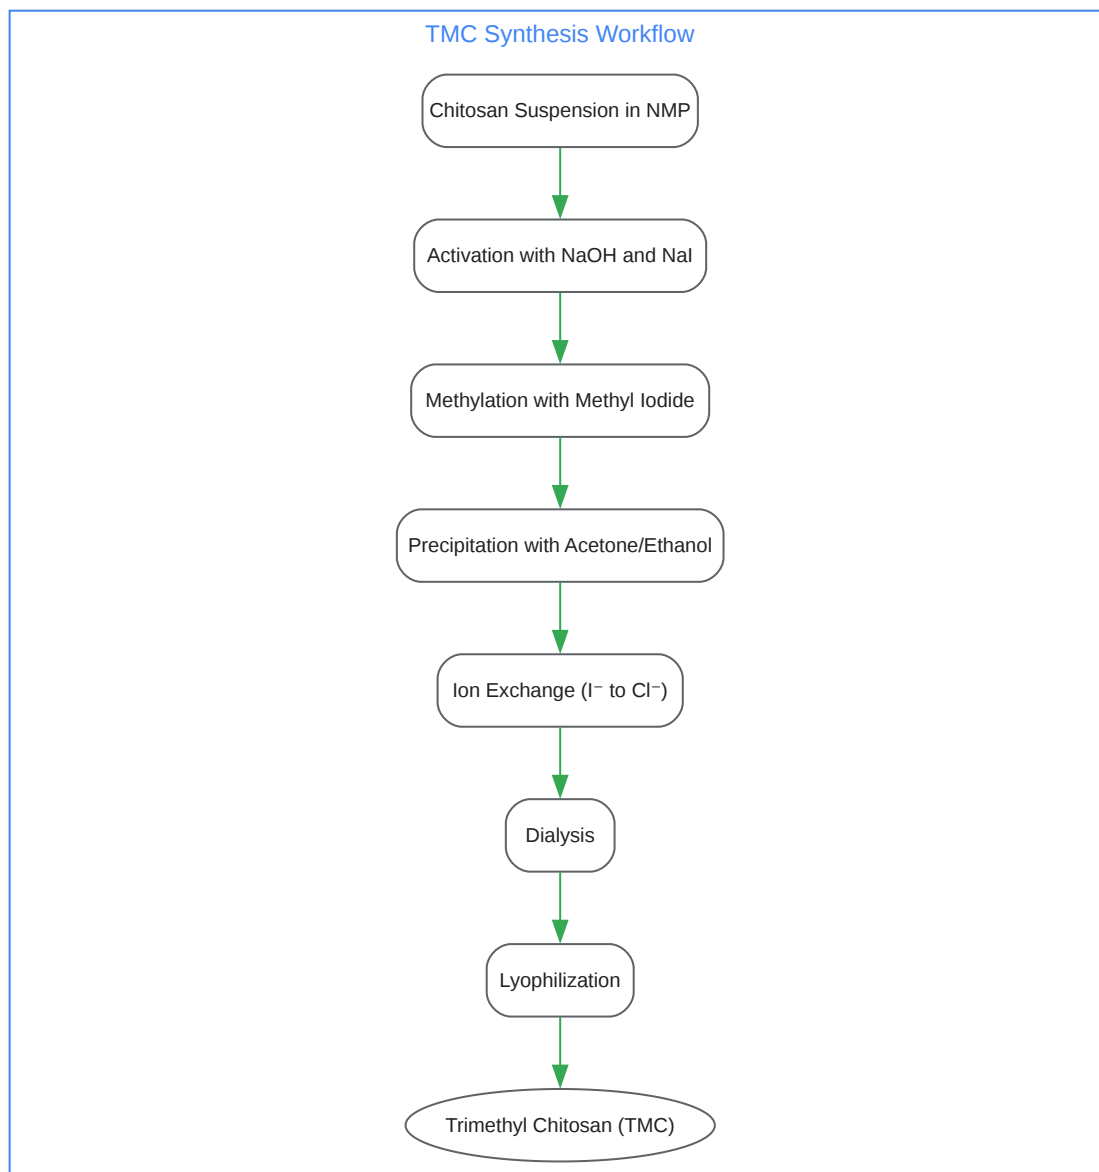 TMC Synthesis Workflow
Chitosan Suspension in NMP
Activation with NaOH and NaI
Methylation with Methyl Iodide
Precipitation with Acetone/Ethanol
Ion Exchange (I⁻ to Cl⁻)
Dialysis
Lyophilization
Trimethyl Chitosan (TMC)